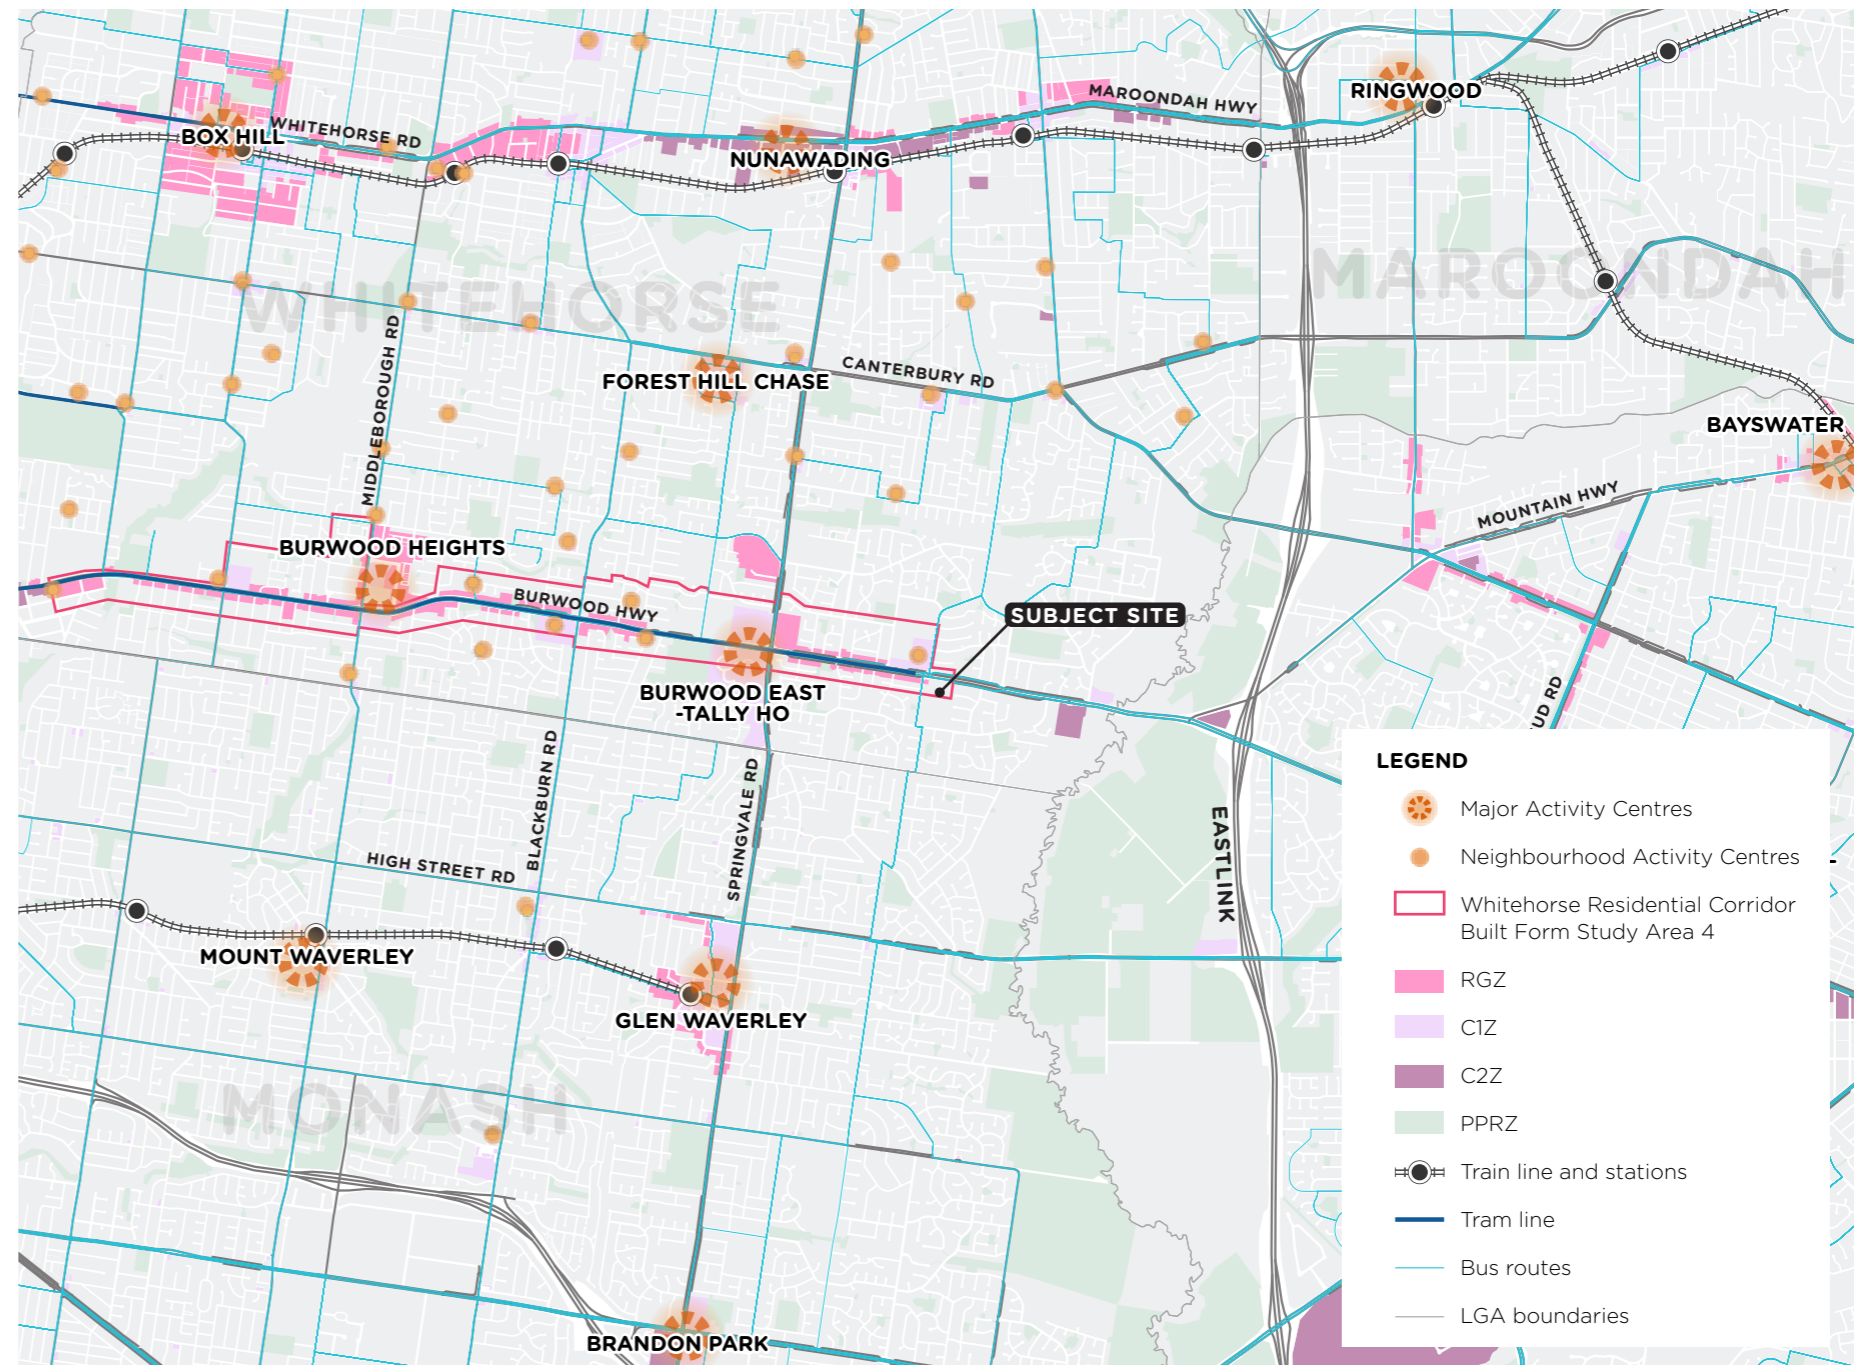 RINGWOOD
MAROONDAH HWY
WHITEHORSE RD
BOX HILL
NUNAWADING
WHITEHORSE
MAROONDAH
MIDDLEBOROUGH RD
FOREST HILL CHASE
CANTERBURY RD
BAYSWATER
MOUNTAIN HWY
BURWOOD HEIGHTS
BURWOOD HWY
SUBJECT SITE
BURWOOD EAST
-TALLY HO
UD RD
BLACKBURN RD
SPRINGVALE RD
EASTLINK
HIGH STREET RD
MOUNT WAVERLEY
GLEN WAVERLEY
MONASH
BRANDON PARK
LEGEND
Major Activity Centres
Neighbourhood Activity Centres
Whitehorse Residential Corridor
Built Form Study Area 4
RGZ
C1Z
C2Z
PPRZ
Train line and stations
Tram line
Bus routes
LGA boundaries